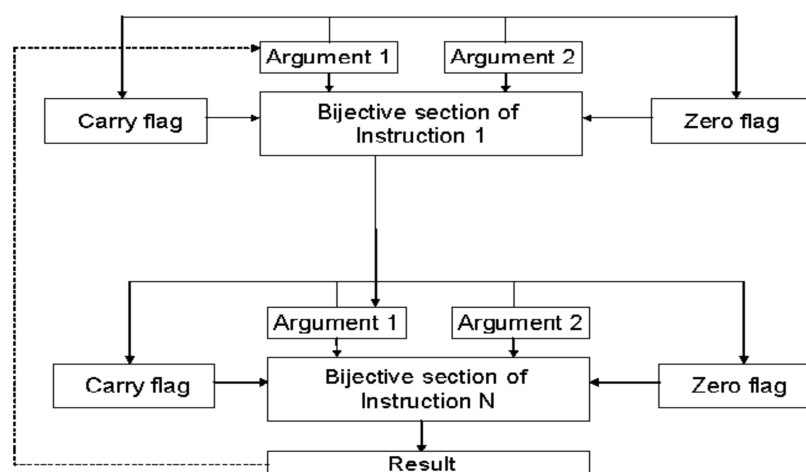 Argument 1
Argument 2
Carry flag
Bijective section of
Instruction 1
Zero flag
Argument 1
Argument 2
Carry flag
Bijective section of
Instruction N
Zero flag
Result